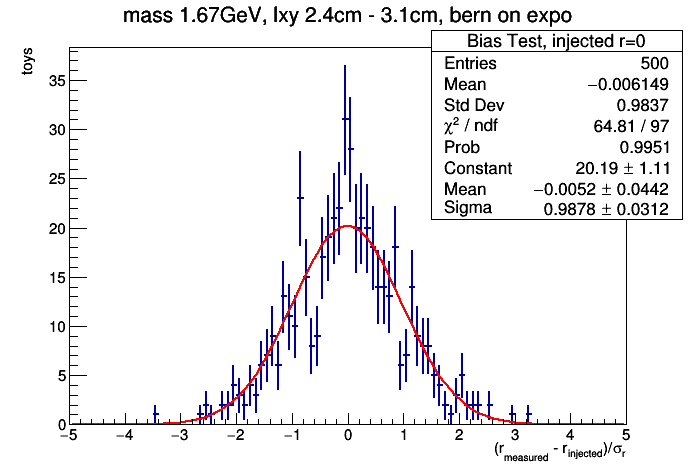 mass 1.67GeV, lxy 2.4cm - 3.1cm, bern on expo
toys
Bias Test, injected r=0
Entries 500
Mean −0.006149
Std Dev 0.9837
χ² / ndf 64.81 / 97
Prob 0.9951
Constant 20.19 ± 1.11
Mean −0.0052 ± 0.0442
Sigma 0.9878 ± 0.0312
35
30
25
20
15
10
5
0
−5 −4 −3 −2 −1 0 1 2 3 4 5
(r_measured - r_injected)/σ_r